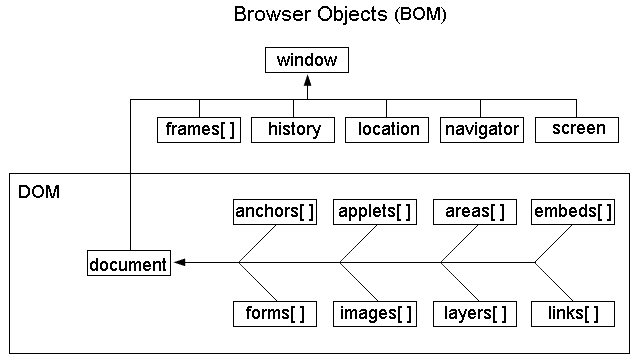 Browser Objects (BOM)
window
frames[ ] history location navigator screen
DOM
anchors[ ] applets[ ] areas[ ] embeds[ ]
document
forms[ ] images[ ] layers[ ] links[ ]